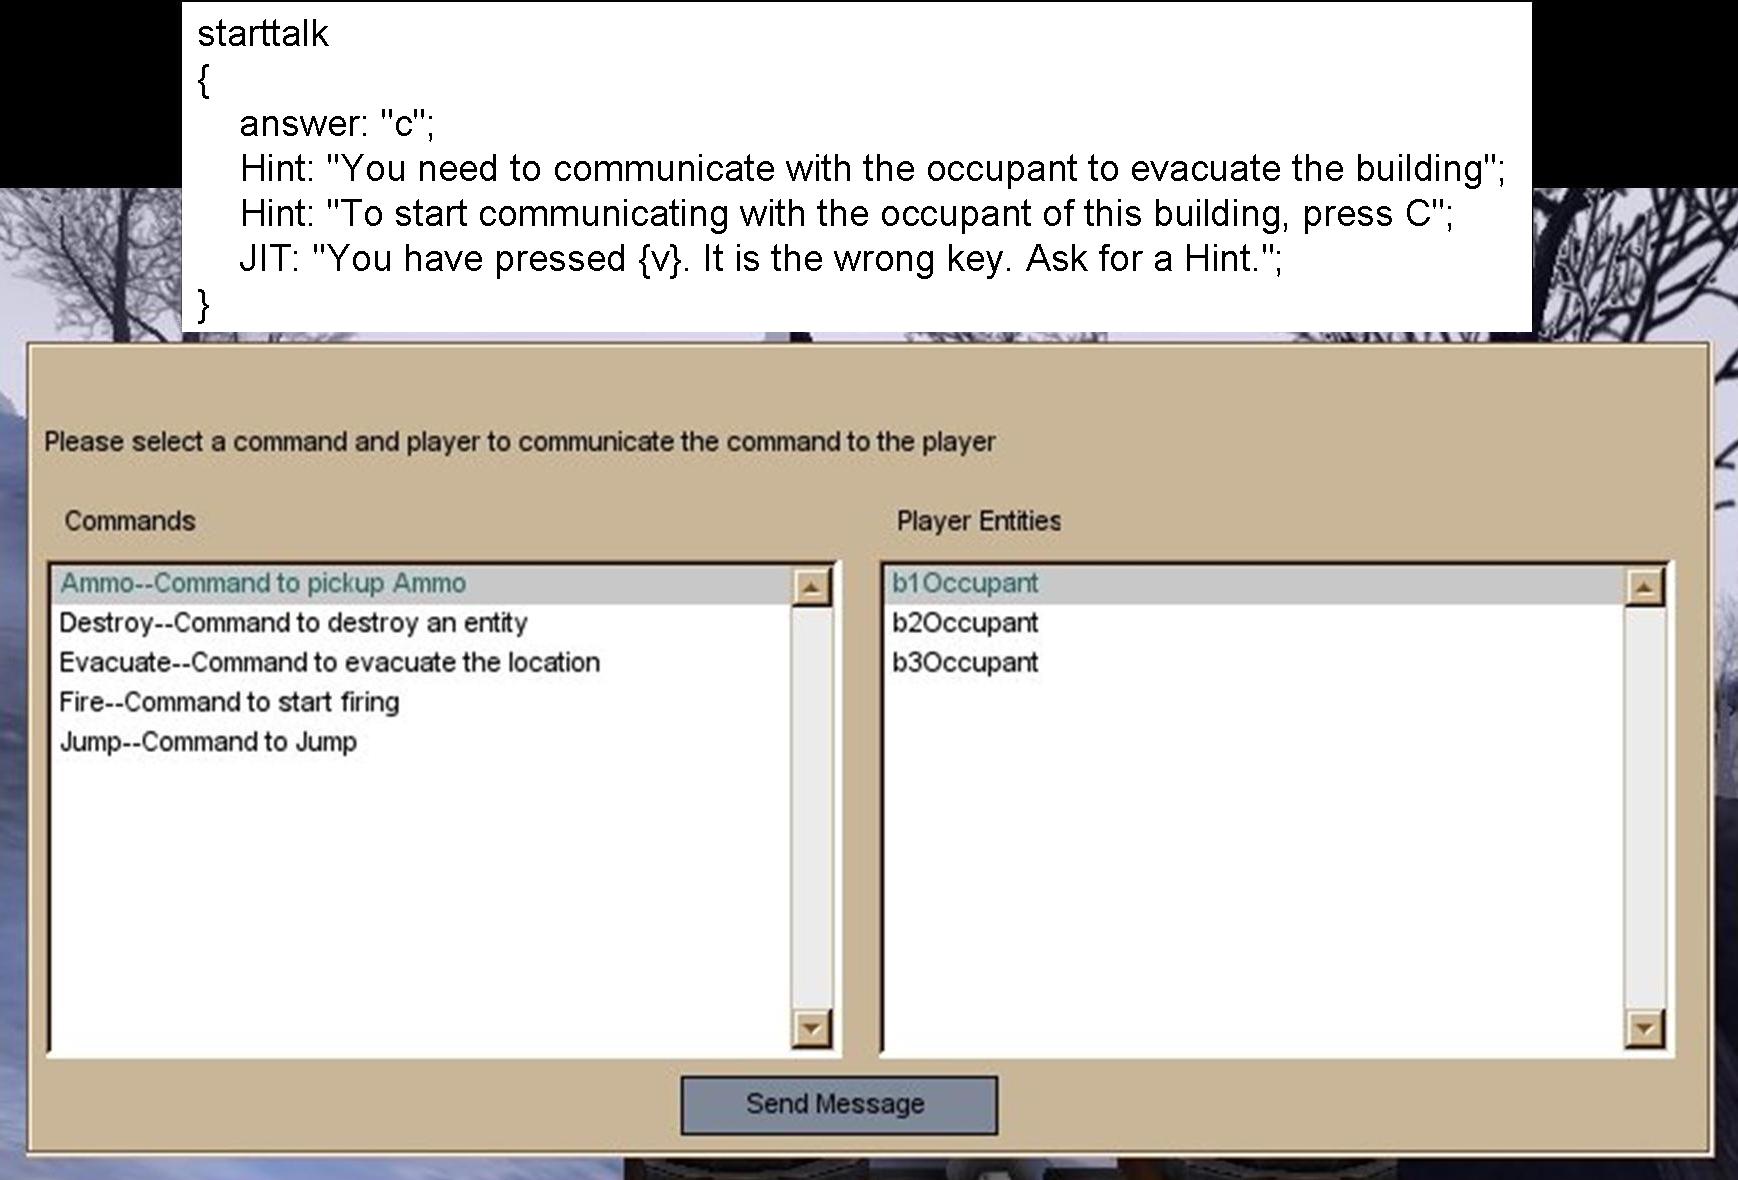 starttalk
{
answer: "c";
Hint: "You need to communicate with the occupant to evacuate the building";
Hint: "To start communicating with the occupant of this building, press C";
JIT: "You have pressed {v}. It is the wrong key. Ask for a Hint.";
}
Please select a command and player to communicate the command to the player
Commands
Ammo--Command to pickup Ammo
Destroy--Command to destroy an entity
Evacuate--Command to evacuate the location
Fire--Command to start firing
Jump--Command to Jump
Player Entities
b1Occupant
b2Occupant
b3Occupant
Send Message